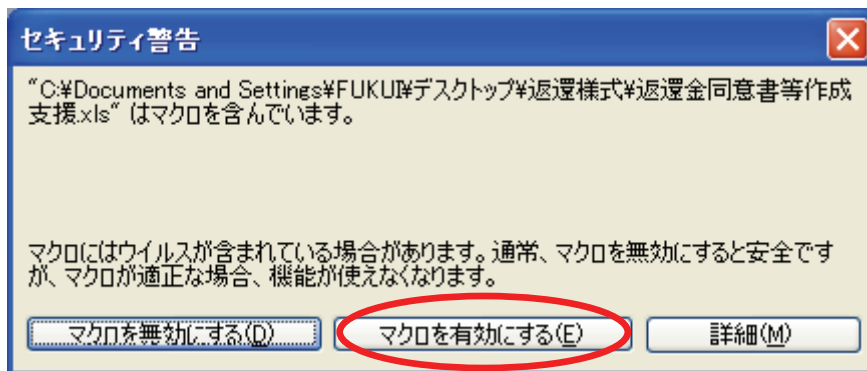 セキュリティ警告
"C:¥Documents and Settings¥FUKUI¥デスクトップ¥返還様式¥返還金同意書等作成
支援.xls" はマクロを含んでいます。
マクロにはウイルスが含まれている場合があります。通常、マクロを無効にすると安全です
が、マクロが適正な場合、機能が使えなくなります。
マクロを無効にする(D) マクロを有効にする(E) 詳細(M)